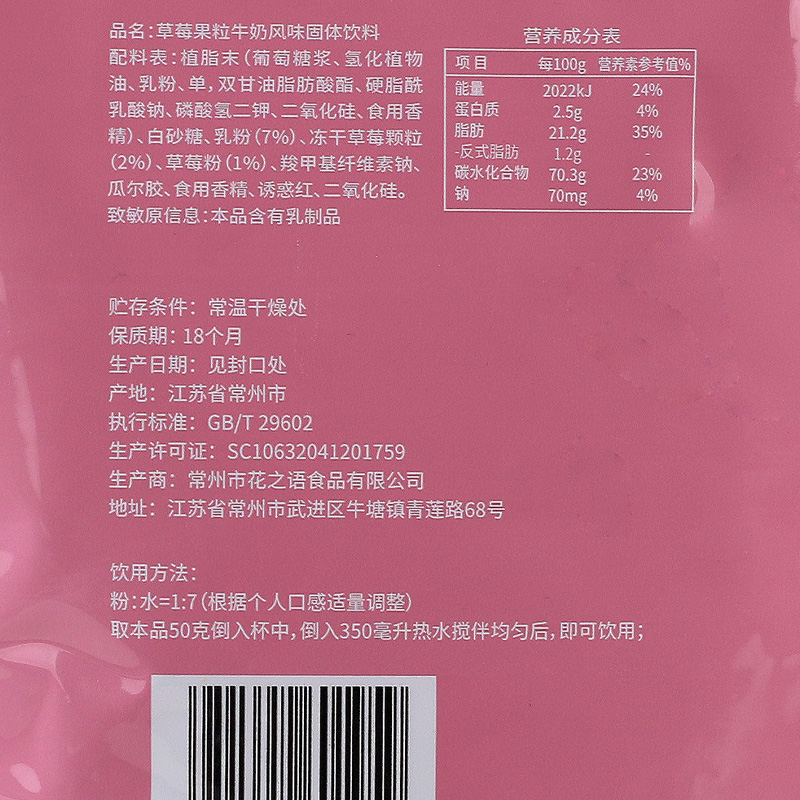 品名:草莓果粒牛奶风味固体饮料
配料表:植脂末(葡萄糖浆、氢化植物
油、乳粉、单,双甘油脂肪酸酯、硬脂酰
乳酸钠、磷酸氢二钾、二氧化硅、食用香
精)、白砂糖、乳粉(7%)、冻干草莓颗粒
(2%)、草莓粉(1%)、羧甲基纤维素钠、
瓜尔胶、食用香精、诱惑红、二氧化硅。
致敏原信息:本品含有乳制品
营养成分表
项目 每100g 营养素参考值%
能量 2022kJ 24%
蛋白质 2.5g 4%
脂肪 21.2g 35%
-反式脂肪 1.2g -
碳水化合物 70.3g 23%
钠 70mg 4%
贮存条件: 常温干燥处
保质期: 18个月
生产日期: 见封口处
产地: 江苏省常州市
执行标准: GB/T 29602
生产许可证: SC10632041201759
生产商: 常州市花之语食品有限公司
地址: 江苏省常州市武进区牛塘镇青莲路68号
饮用方法:
粉:水=1:7(根据个人口感适量调整)
取本品50克倒入杯中,倒入350毫升热水搅伴均匀后,即可饮用;